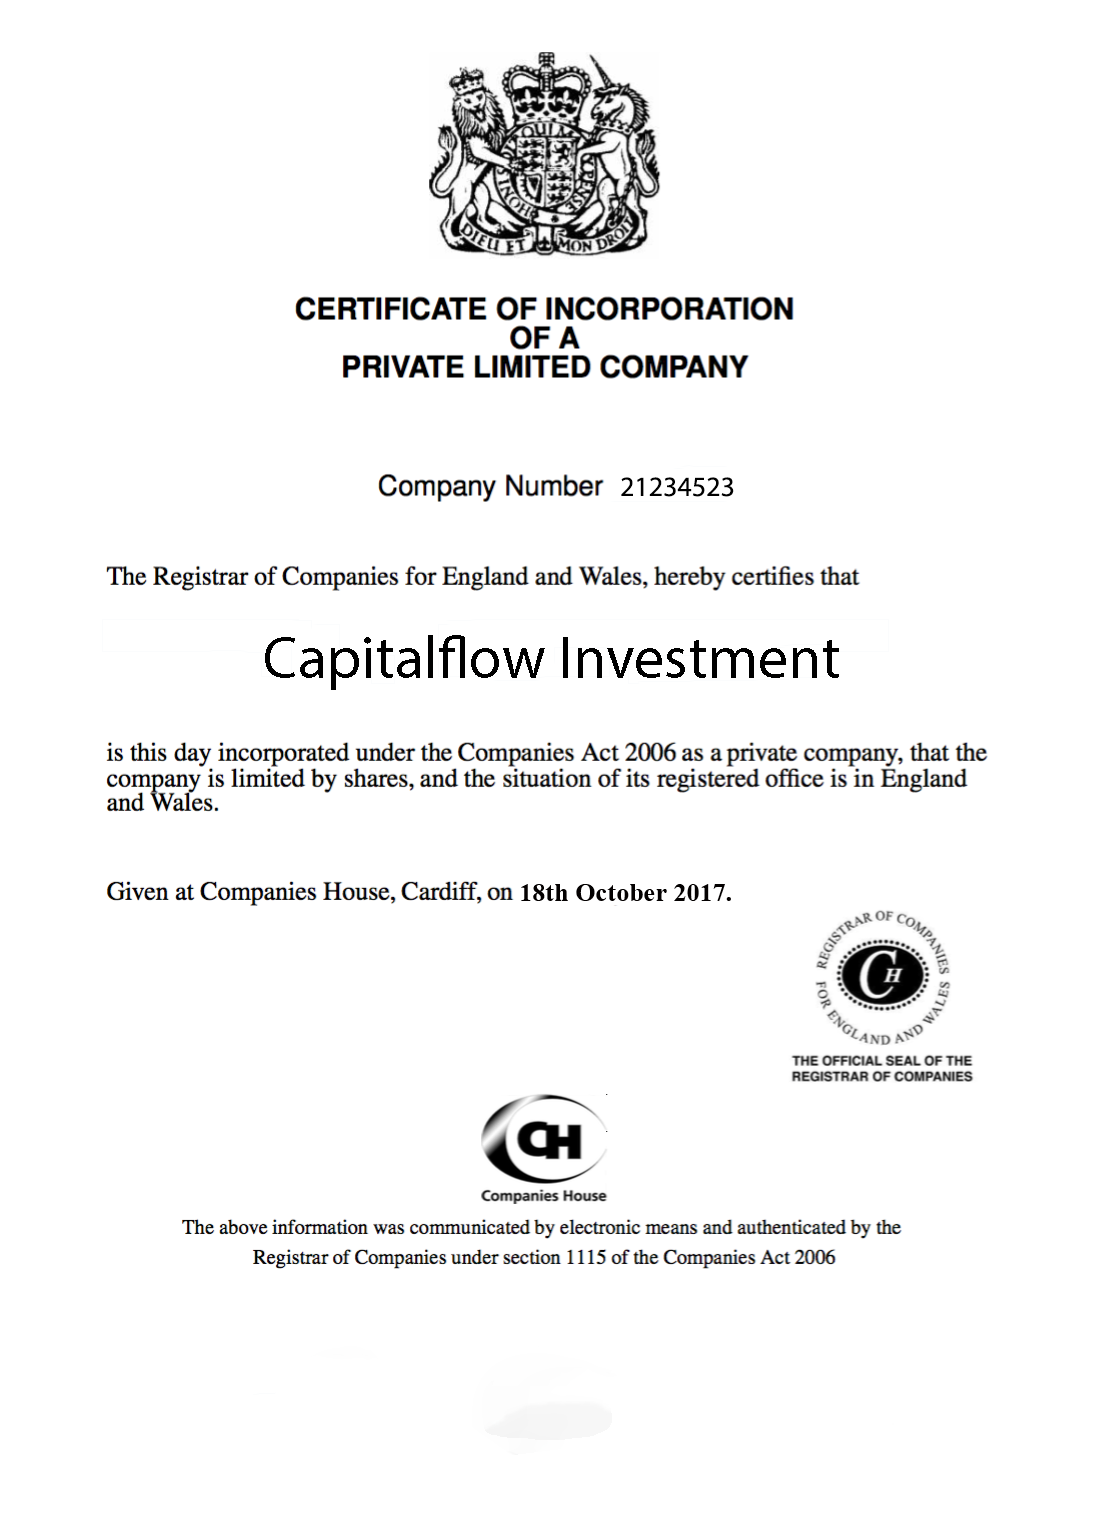 QUI
HONI
PENSE
DIEU ET MON DROIT
CERTIFICATE OF INCORPORATION
OF A
PRIVATE LIMITED COMPANY
Company Number 21234523
The Registrar of Companies for England and Wales, hereby certifies that
Capitalflow Investment
is this day incorporated under the Companies Act 2006 as a private company, that the
company is limited by shares, and the situation of its registered office is in England
and Wales.
Given at Companies House, Cardiff, on 18th October 2017.
REGISTRAR OF COMPANIES
FOR ENGLAND AND WALES
CH
THE OFFICIAL SEAL OF THE
REGISTRAR OF COMPANIES
CH
Companies House
The above information was communicated by electronic means and authenticated by the
Registrar of Companies under section 1115 of the Companies Act 2006